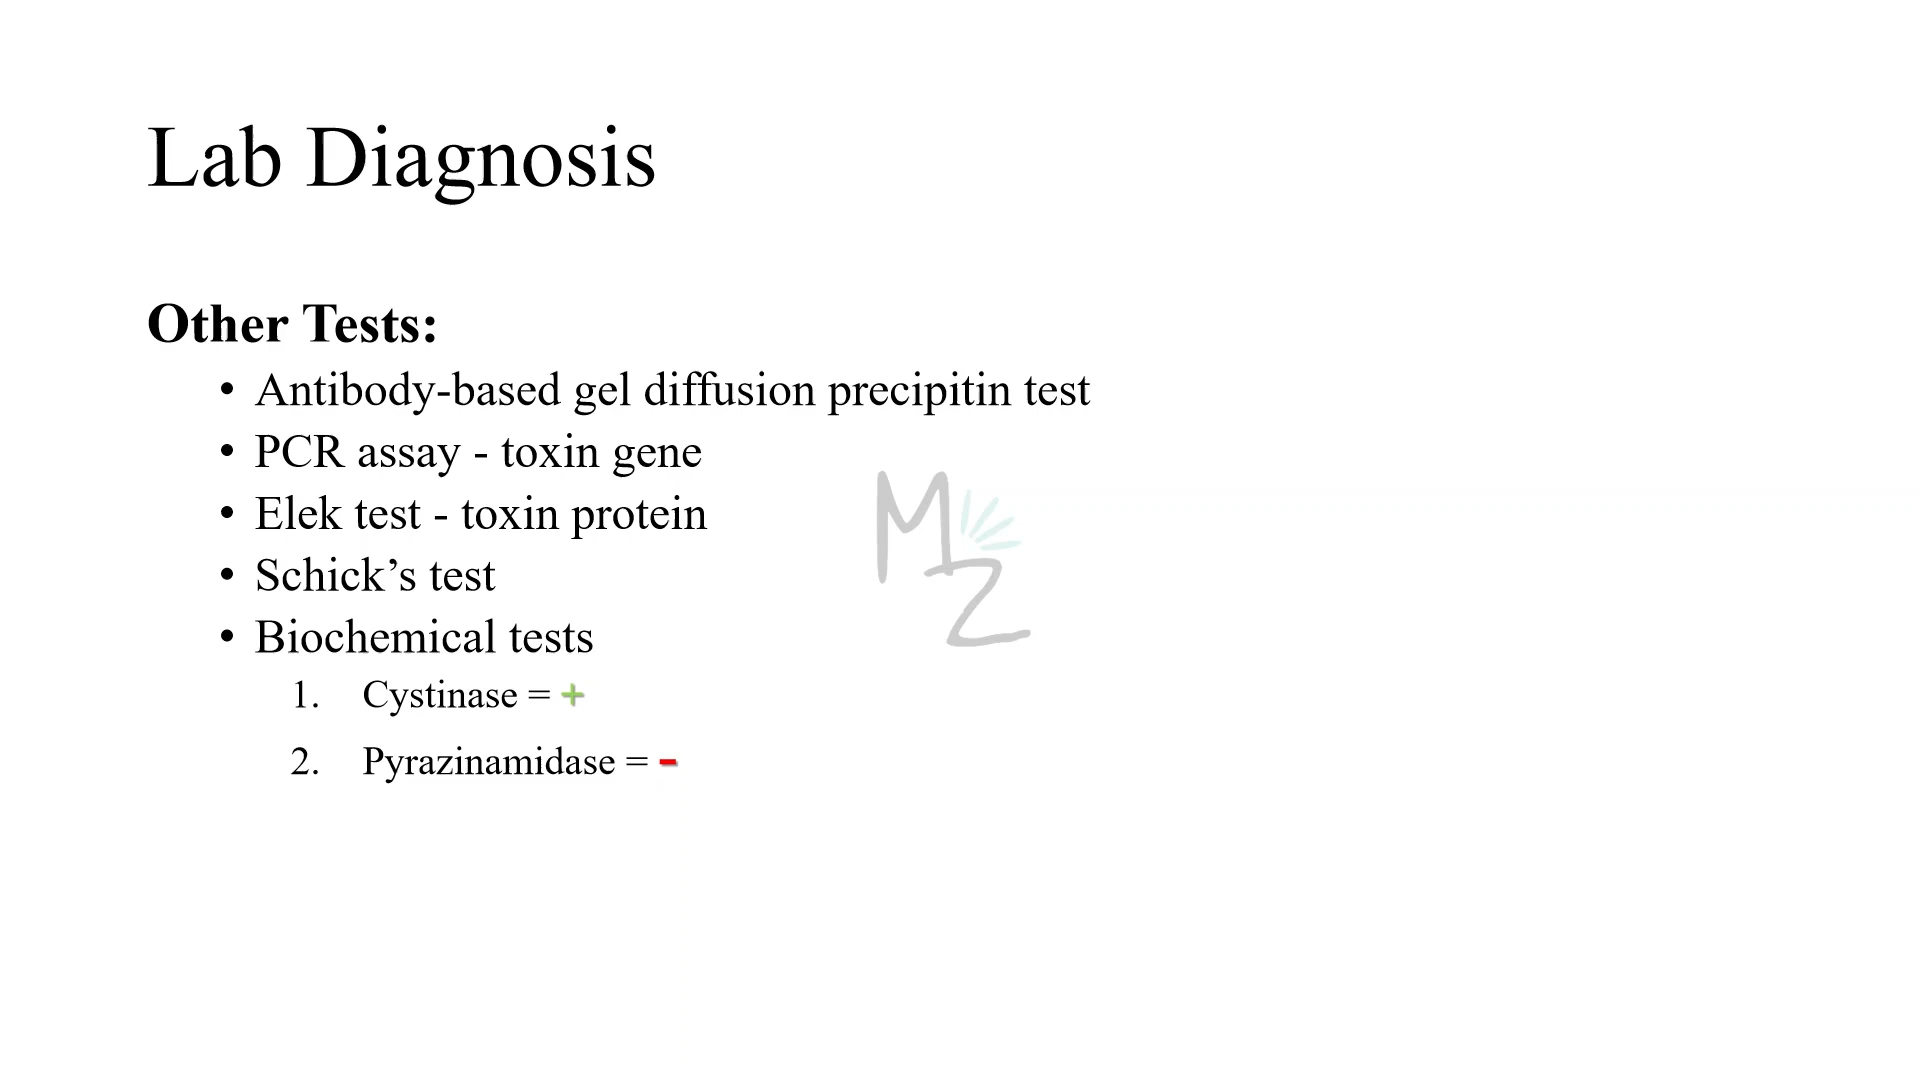 Lab Diagnosis
Other Tests:
• Antibody-based gel diffusion precipitin test
• PCR assay - toxin gene
• Elek test - toxin protein
• Schick’s test
• Biochemical tests
1. Cystinase = +
2. Pyrazinamidase = -
MZ